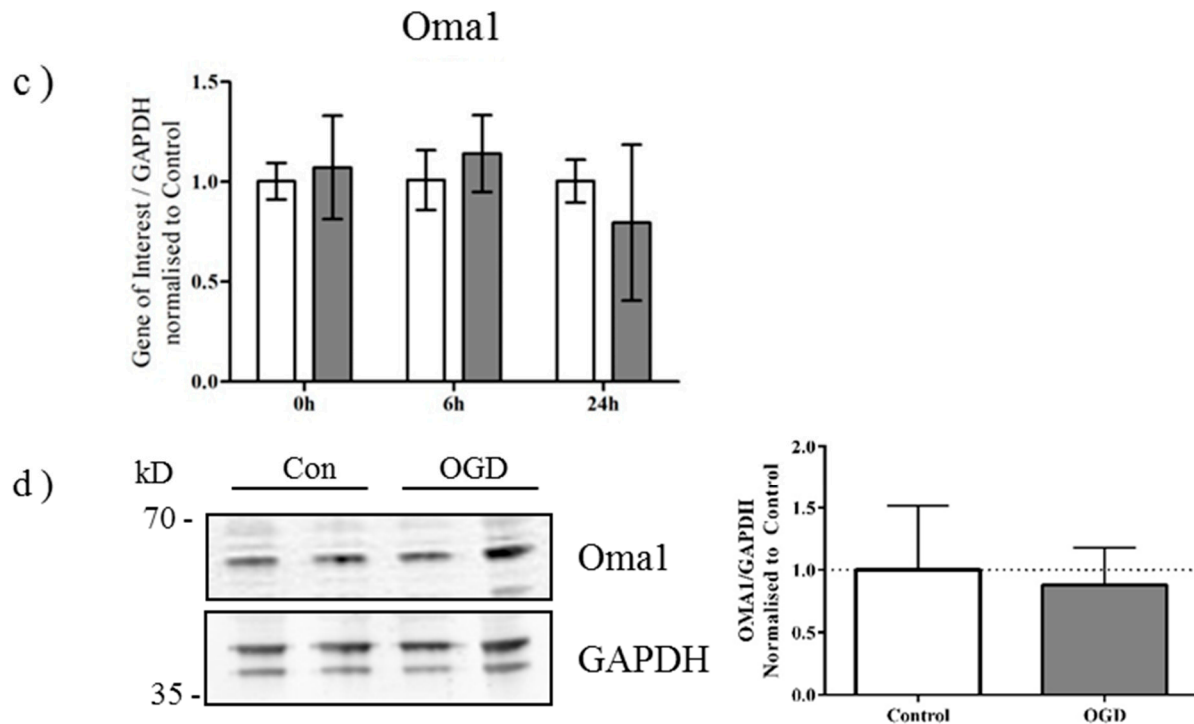 Oma1
c )
Gene of Interest / GAPDH
normalised to Control
1.5
1.0
0.5
0.0
0h 6h 24h
d )
kD
Con OGD
70 -
Oma1
GAPDH
35 -
OMA1/GAPDH
Normalised to Control
2.0
1.5
1.0
0.5
0.0
Control OGD